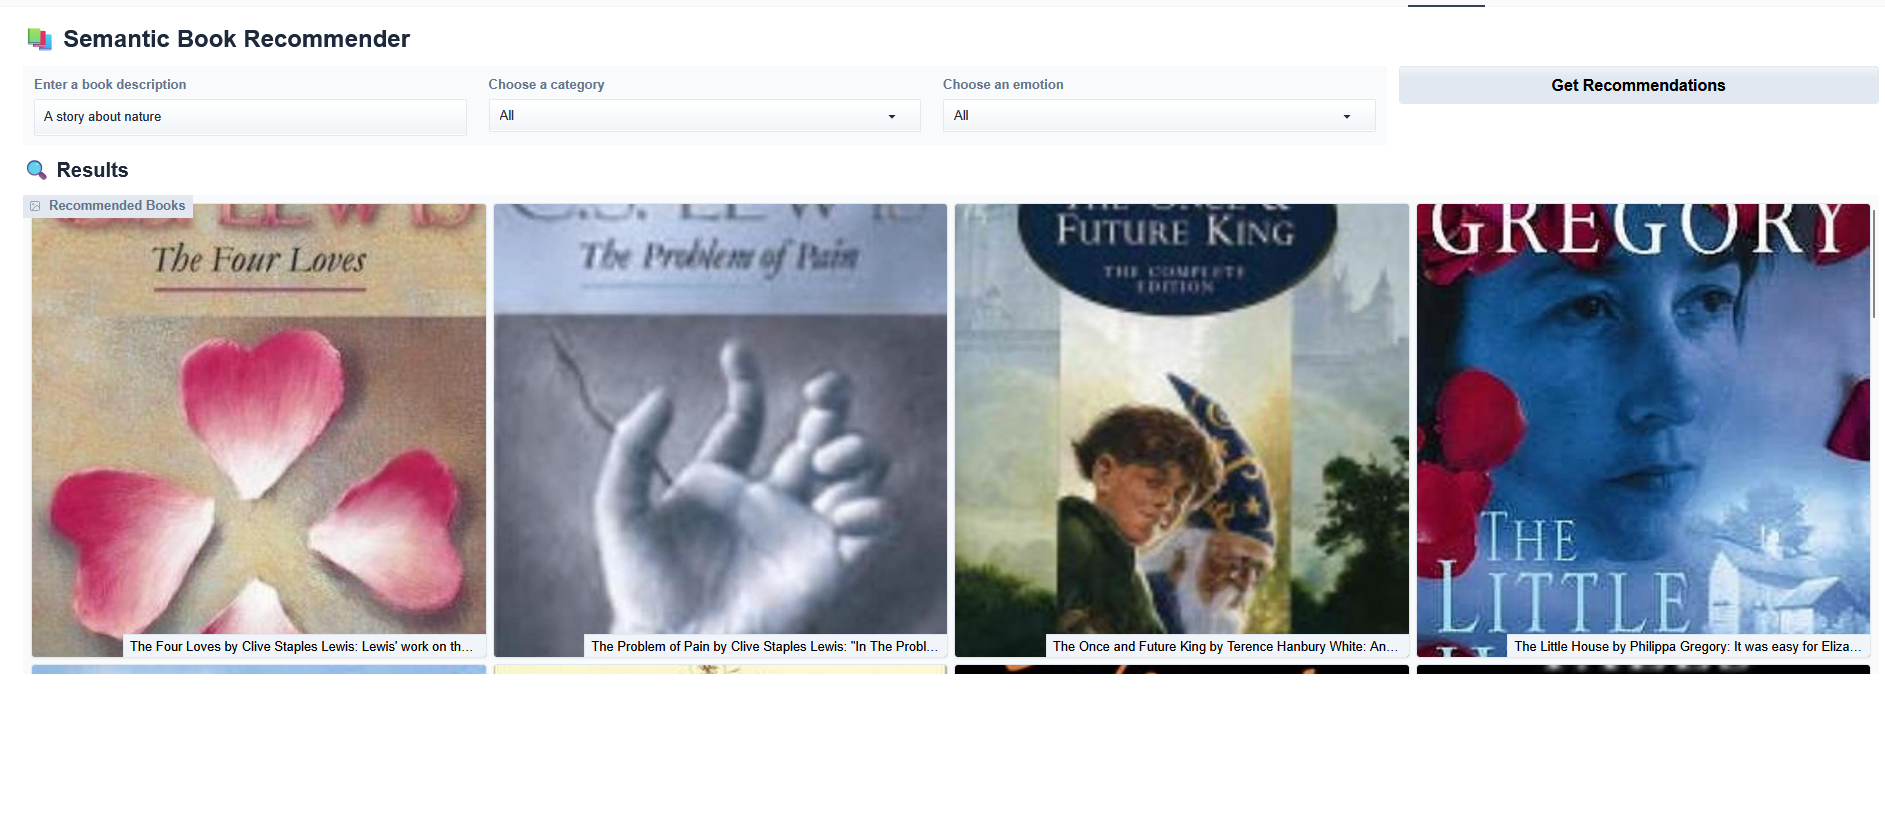 Semantic Book Recommender
Enter a book description
Choose a category
Choose an emotion
Get Recommendations
A story about nature
All
All
Results
Recommended Books
The Four Loves
The Problem of Pain
FUTURE KING
THE COMPLETE
EDITION
GREGORY
THE
LITTLE
The Four Loves by Clive Staples Lewis: Lewis' work on th...
The Problem of Pain by Clive Staples Lewis: "In The Probl...
The Once and Future King by Terence Hanbury White: An...
The Little House by Philippa Gregory: It was easy for Eliza...